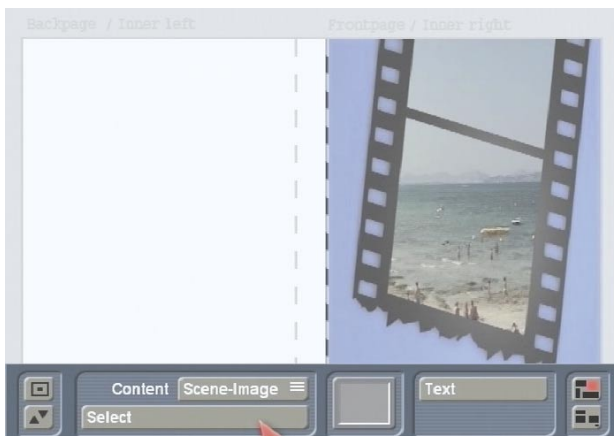 Backpage / Inner left
Frontpage / Inner right
Content Scene-Image
Text
Select